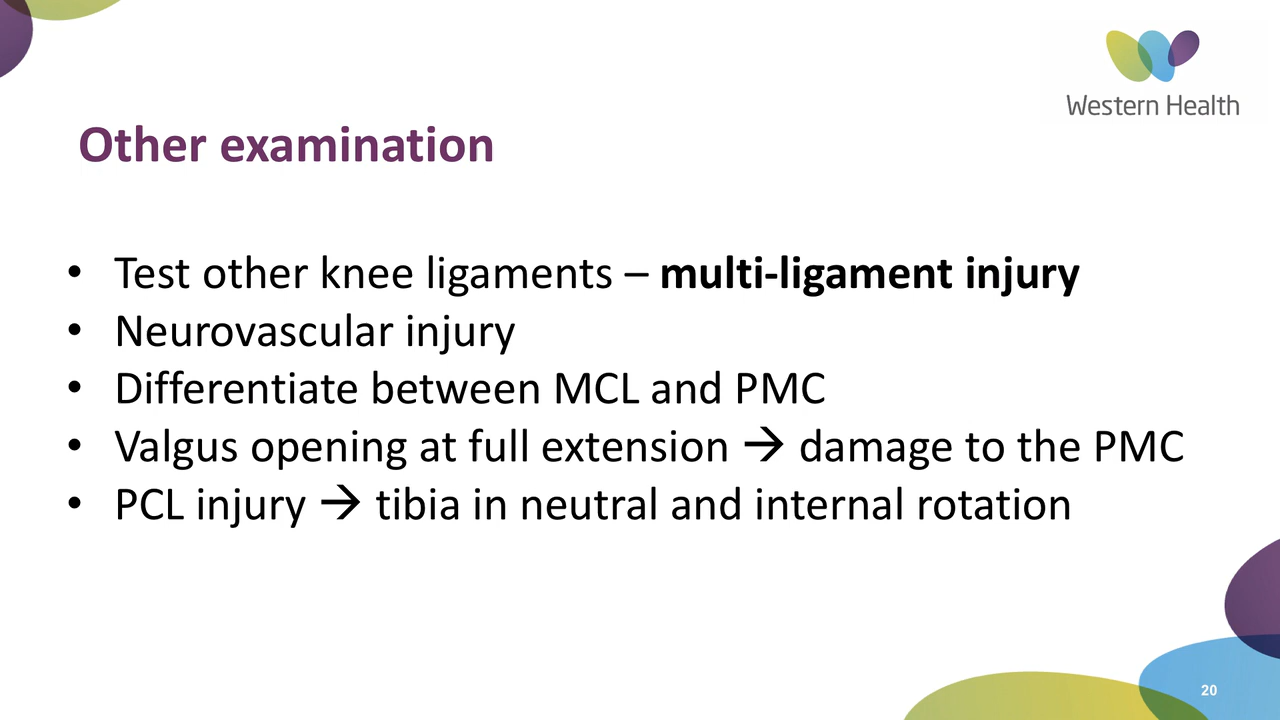 Western Health
Other examination
• Test other knee ligaments – multi-ligament injury
• Neurovascular injury
• Differentiate between MCL and PMC
• Valgus opening at full extension → damage to the PMC
• PCL injury → tibia in neutral and internal rotation
20